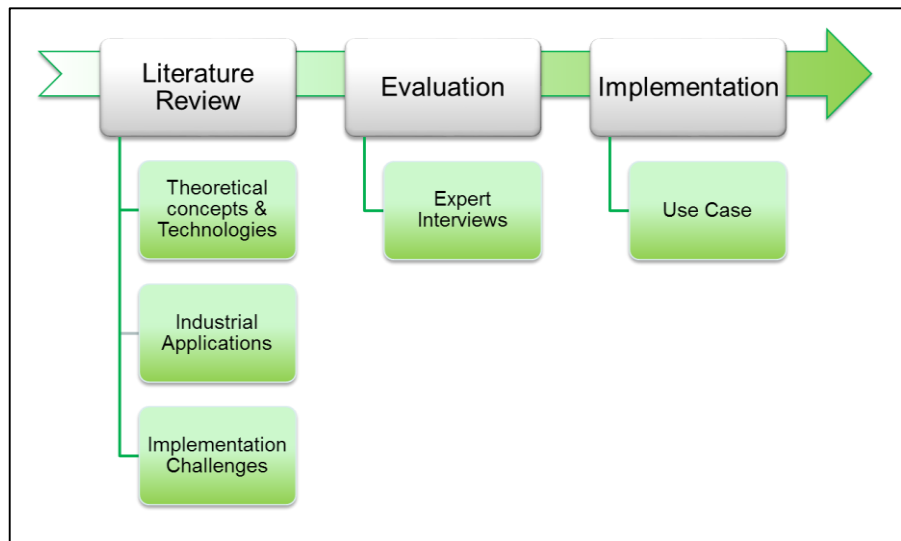 Literature
Review
Evaluation
Implementation
Theoretical
concepts &
Technologies
Expert
Interviews
Use Case
Industrial
Applications
Implementation
Challenges